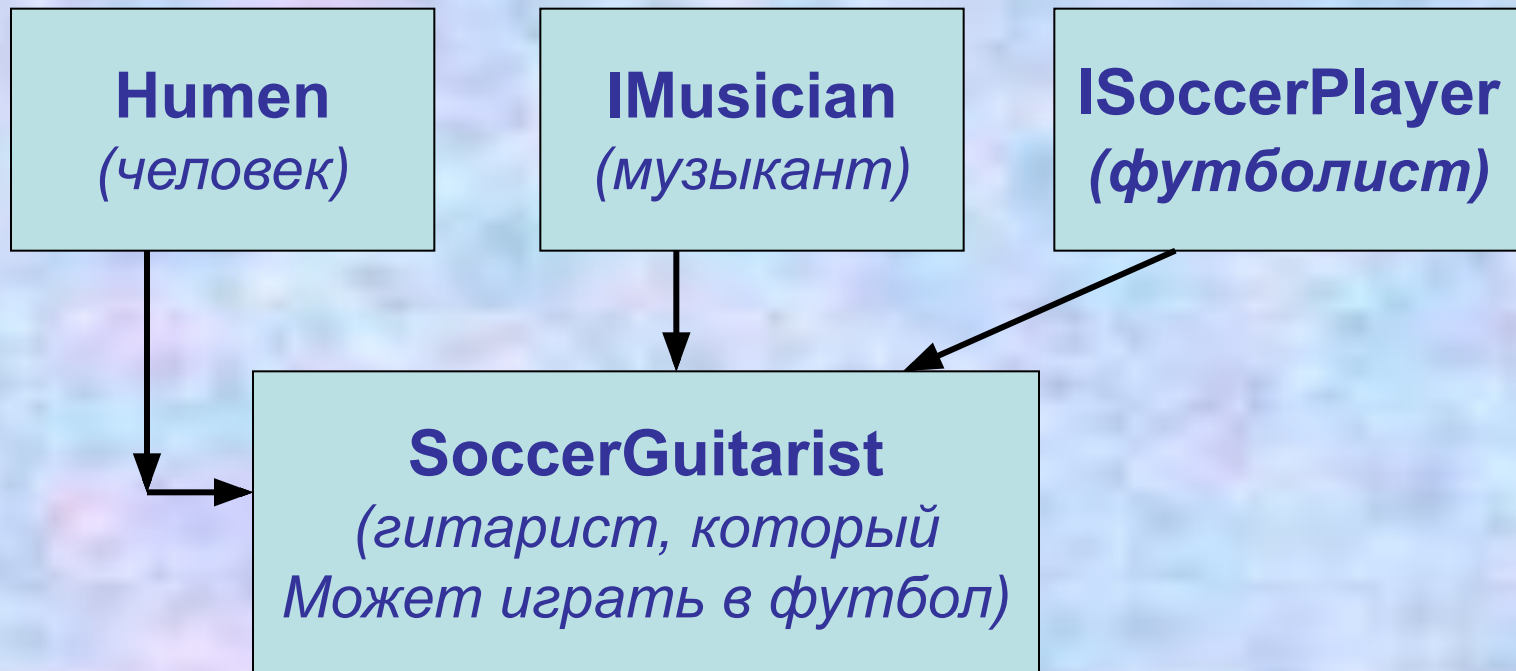 Humen
(человек)
IMusician
(музыкант)
ISoccerPlayer
(футболист)
SoccerGuitarist
(гитарист, который
Может играть в футбол)